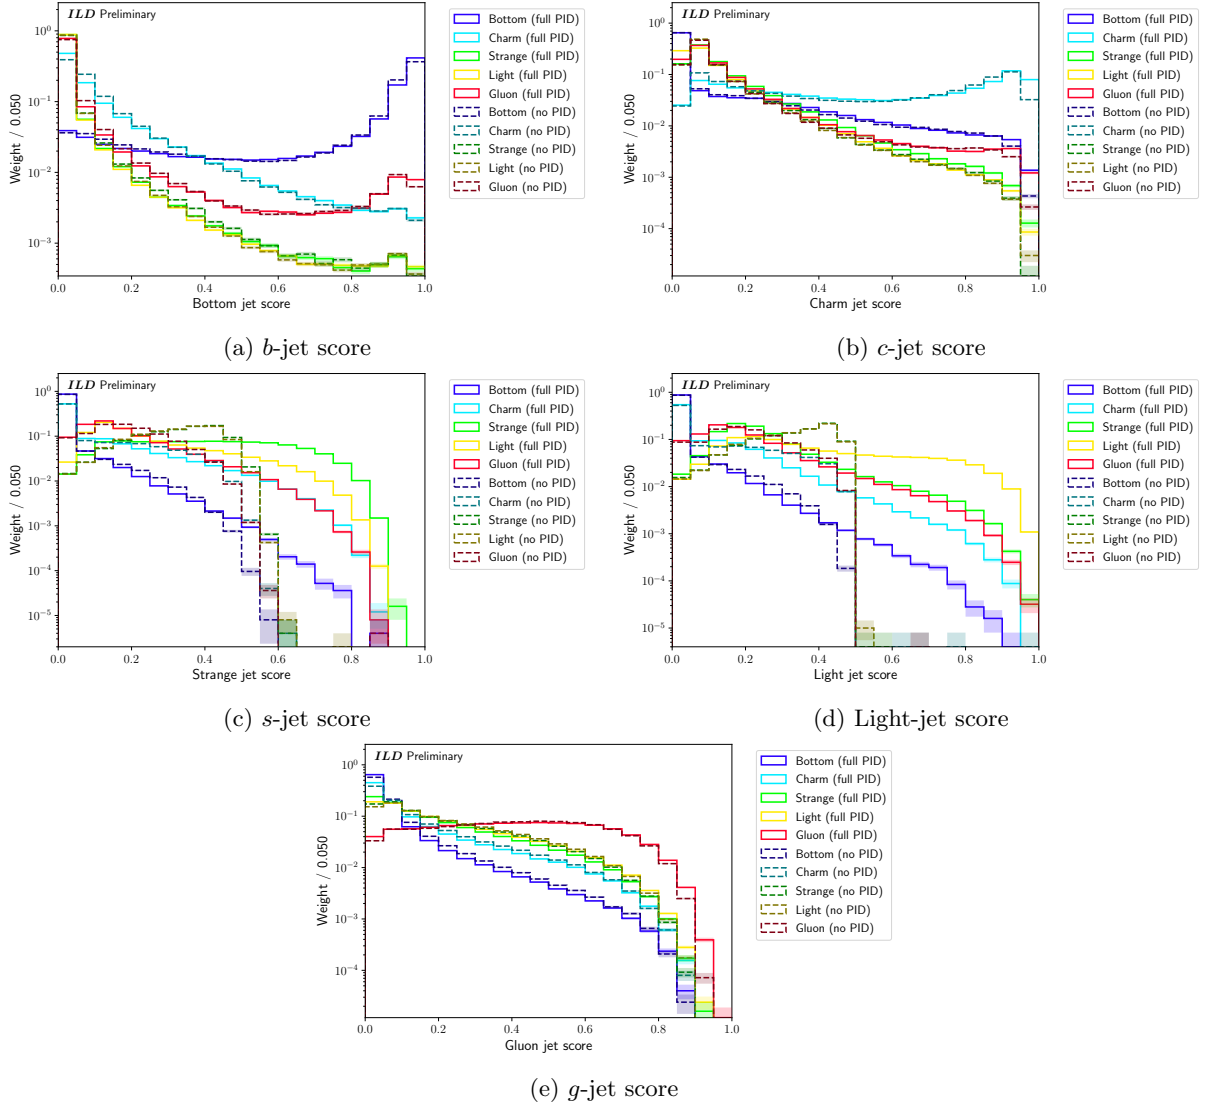 ILD Preliminary
Weight / 0.050
10⁰
10⁻¹
10⁻²
10⁻³
0.0 0.2 0.4 0.6 0.8 1.0
Bottom jet score
Bottom (full PID)
Charm (full PID)
Strange (full PID)
Light (full PID)
Gluon (full PID)
Bottom (no PID)
Charm (no PID)
Strange (no PID)
Light (no PID)
Gluon (no PID)
(a) b-jet score
ILD Preliminary
Weight / 0.050
10⁰
10⁻¹
10⁻²
10⁻³
10⁻⁴
0.0 0.2 0.4 0.6 0.8 1.0
Charm jet score
Bottom (full PID)
Charm (full PID)
Strange (full PID)
Light (full PID)
Gluon (full PID)
Bottom (no PID)
Charm (no PID)
Strange (no PID)
Light (no PID)
Gluon (no PID)
(b) c-jet score
ILD Preliminary
Weight / 0.050
10⁰
10⁻¹
10⁻²
10⁻³
10⁻⁴
10⁻⁵
0.0 0.2 0.4 0.6 0.8 1.0
Strange jet score
Bottom (full PID)
Charm (full PID)
Strange (full PID)
Light (full PID)
Gluon (full PID)
Bottom (no PID)
Charm (no PID)
Strange (no PID)
Light (no PID)
Gluon (no PID)
(c) s-jet score
ILD Preliminary
Weight / 0.050
10⁰
10⁻¹
10⁻²
10⁻³
10⁻⁴
10⁻⁵
0.0 0.2 0.4 0.6 0.8 1.0
Light jet score
Bottom (full PID)
Charm (full PID)
Strange (full PID)
Light (full PID)
Gluon (full PID)
Bottom (no PID)
Charm (no PID)
Strange (no PID)
Light (no PID)
Gluon (no PID)
(d) Light-jet score
ILD Preliminary
Weight / 0.050
10⁰
10⁻¹
10⁻²
10⁻³
10⁻⁴
0.0 0.2 0.4 0.6 0.8 1.0
Gluon jet score
Bottom (full PID)
Charm (full PID)
Strange (full PID)
Light (full PID)
Gluon (full PID)
Bottom (no PID)
Charm (no PID)
Strange (no PID)
Light (no PID)
Gluon (no PID)
(e) g-jet score